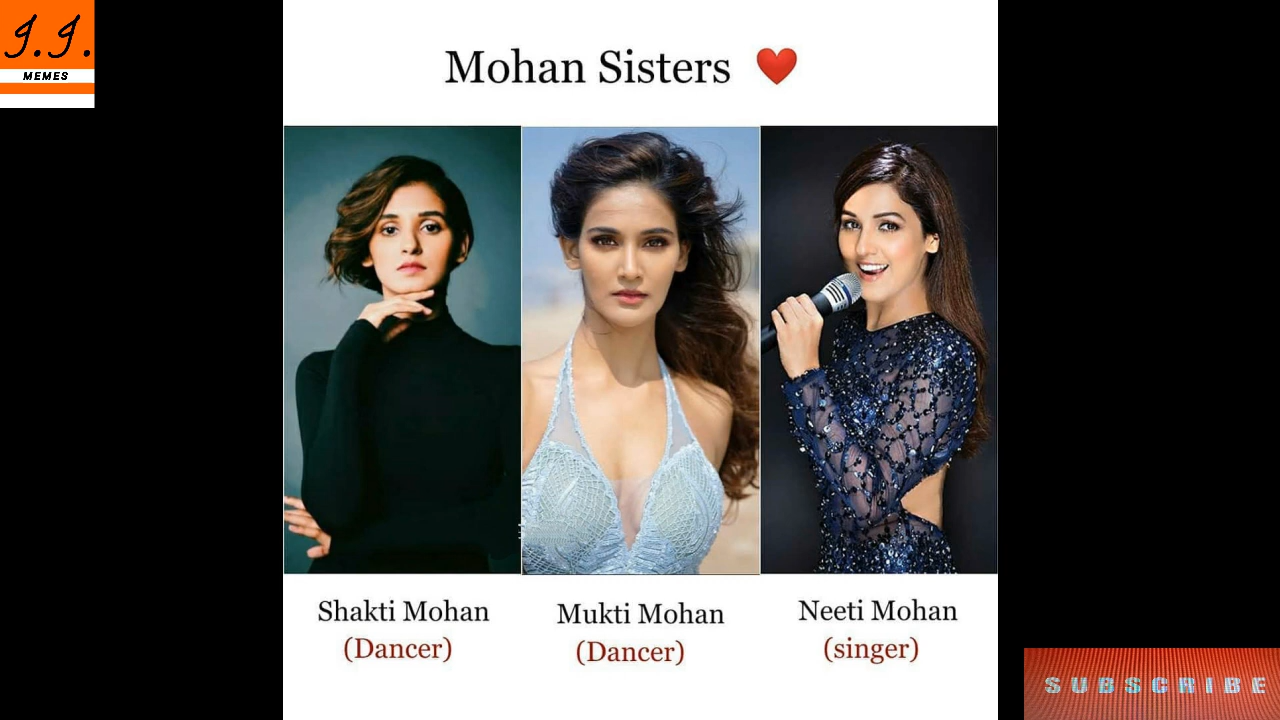 J.J.
MEMES
Mohan Sisters ❤️
Shakti Mohan
(Dancer)
Mukti Mohan
(Dancer)
Neeti Mohan
(singer)
SUBSCRIBE